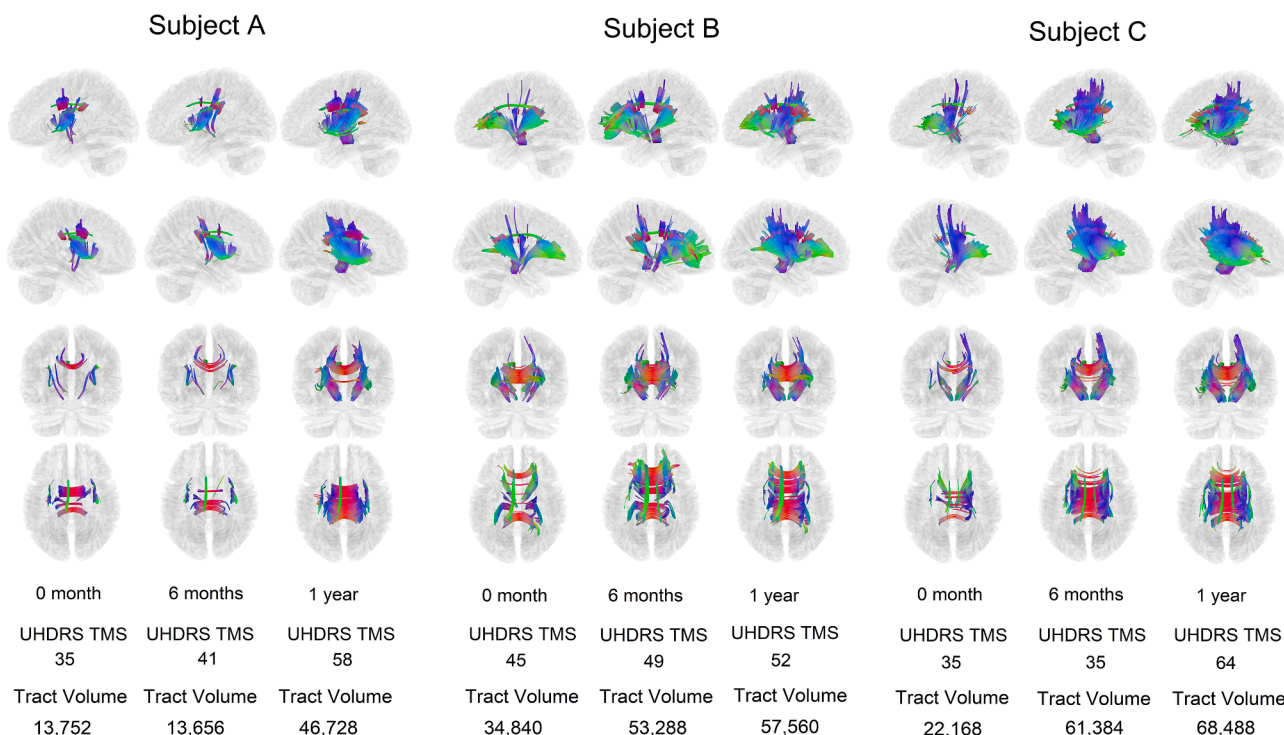 Subject A Subject B Subject C
0 month 6 months 1 year 0 month 6 months 1 year 0 month 6 months 1 year
UHDRS TMS UHDRS TMS UHDRS TMS UHDRS TMS UHDRS TMS UHDRS TMS UHDRS TMS UHDRS TMS UHDRS TMS
35 41 58 45 49 52 35 35 64
Tract Volume Tract Volume Tract Volume Tract Volume Tract Volume Tract Volume Tract Volume Tract Volume Tract Volume
13.752 13.656 46.728 34.840 53.288 57,560 22.168 61.384 68.488